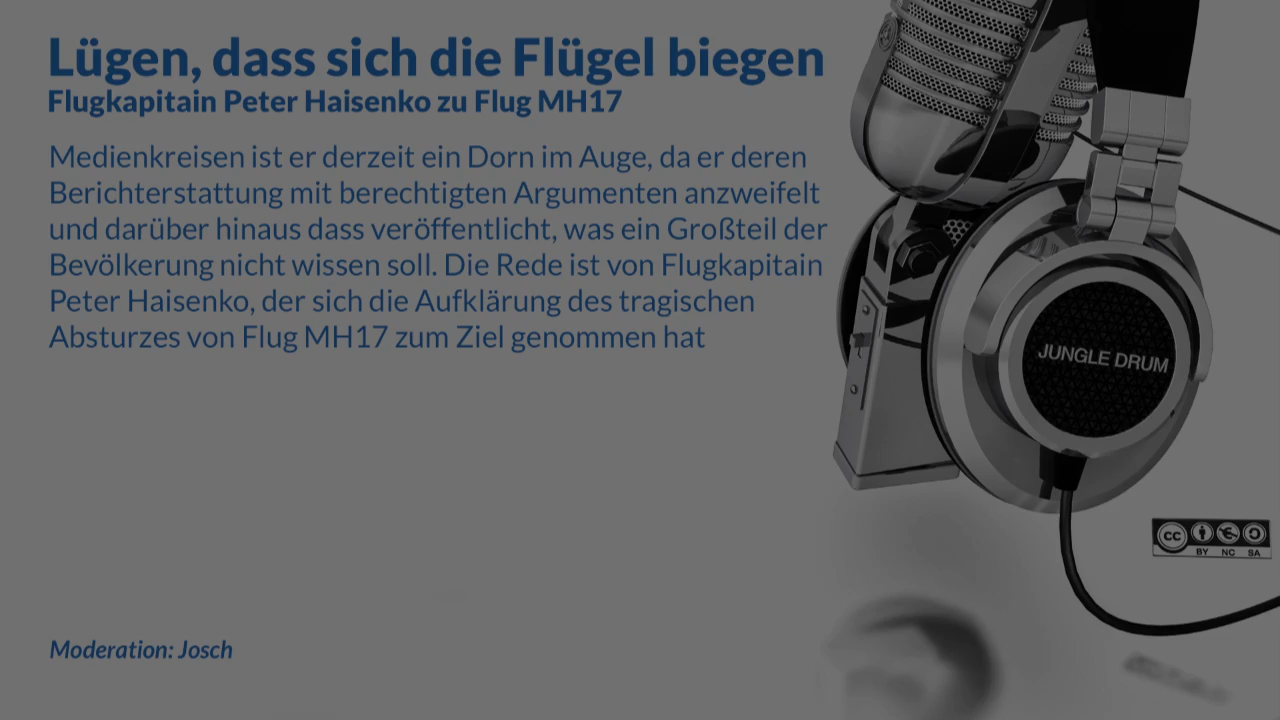 Lügen, dass sich die Flügel biegen
Flugkapitain Peter Haisenko zu Flug MH17
Medienkreisen ist er derzeit ein Dorn im Auge, da er deren
Berichterstattung mit berechtigten Argumenten anzweifelt
und darüber hinaus dass veröffentlicht, was ein Großteil der
Bevölkerung nicht wissen soll. Die Rede ist von Flugkapitain
Peter Haisenko, der sich die Aufklärung des tragischen
Absturzes von Flug MH17 zum Ziel genommen hat
JUNGLE DRUM
CC
BY NC SA
Moderation: Josch